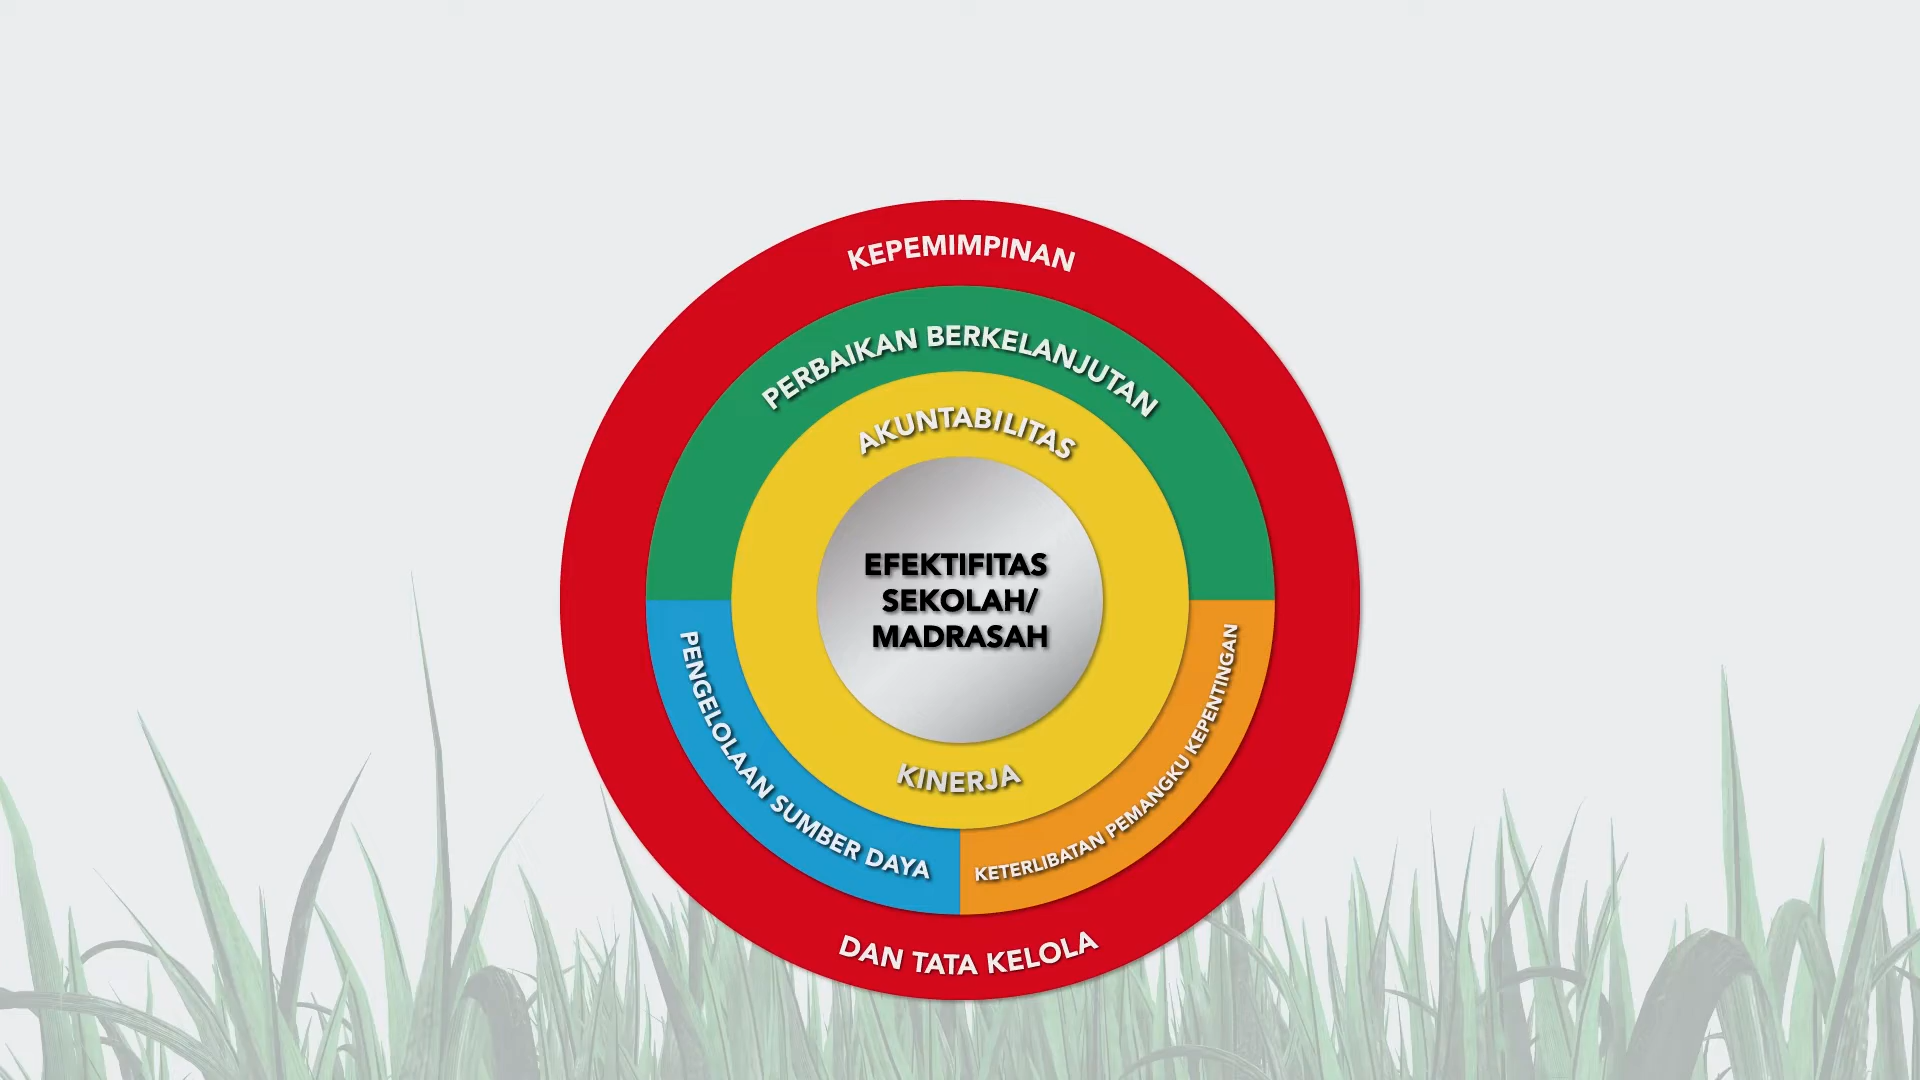 KEPEMIMPINAN
PERBAIKAN BERKELANJUTAN
AKUNTABILITAS
EFEKTIFITAS
SEKOLAH/
MADRASAH
KINERJA
PENGELOLAAN SUMBER DAYA
KETERLIBATAN PEMANGKU KEPENTINGAN
DAN TATA KELOLA